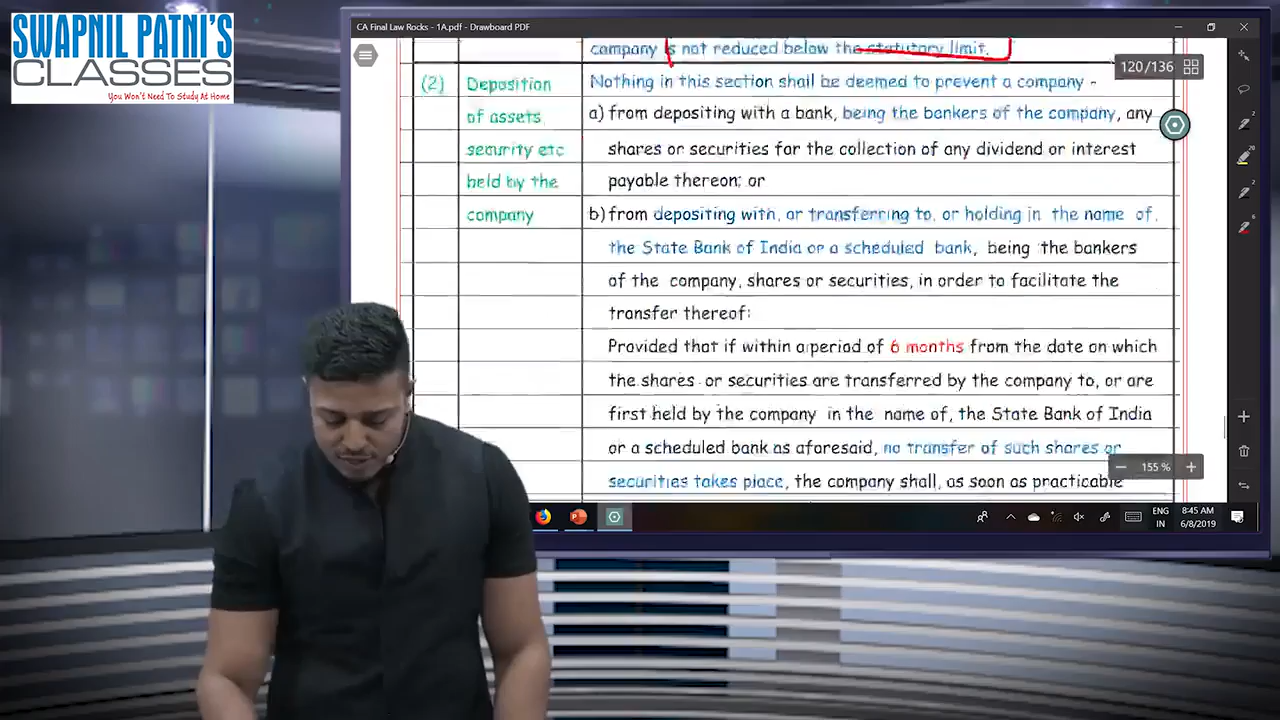 SWAPNIL PATNI'S
CLASSES
You Won't Need To Study At Home
CA Final Law Rocks - 1A.pdf - Drawboard PDF
120/136
company is not reduced below the statutory limit.
(2) Deposition of assets, security etc held by the company
Nothing in this section shall be deemed to prevent a company -
a) from depositing with a bank, being the bankers of the company, any
shares or securities for the collection of any dividend or interest
payable thereon; or
b) from depositing with, or transferring to, or holding in the name of,
the State Bank of India or a scheduled bank, being the bankers
of the company, shares or securities, in order to facilitate the
transfer thereof:
Provided that if within a period of 6 months from the date on which
the shares or securities are transferred by the company to, or are
first held by the company in the name of, the State Bank of India
or a scheduled bank as aforesaid, no transfer of such shares or
securities takes place, the company shall, as soon as practicable
155 %
ENG
IN
8:45 AM
6/8/2019